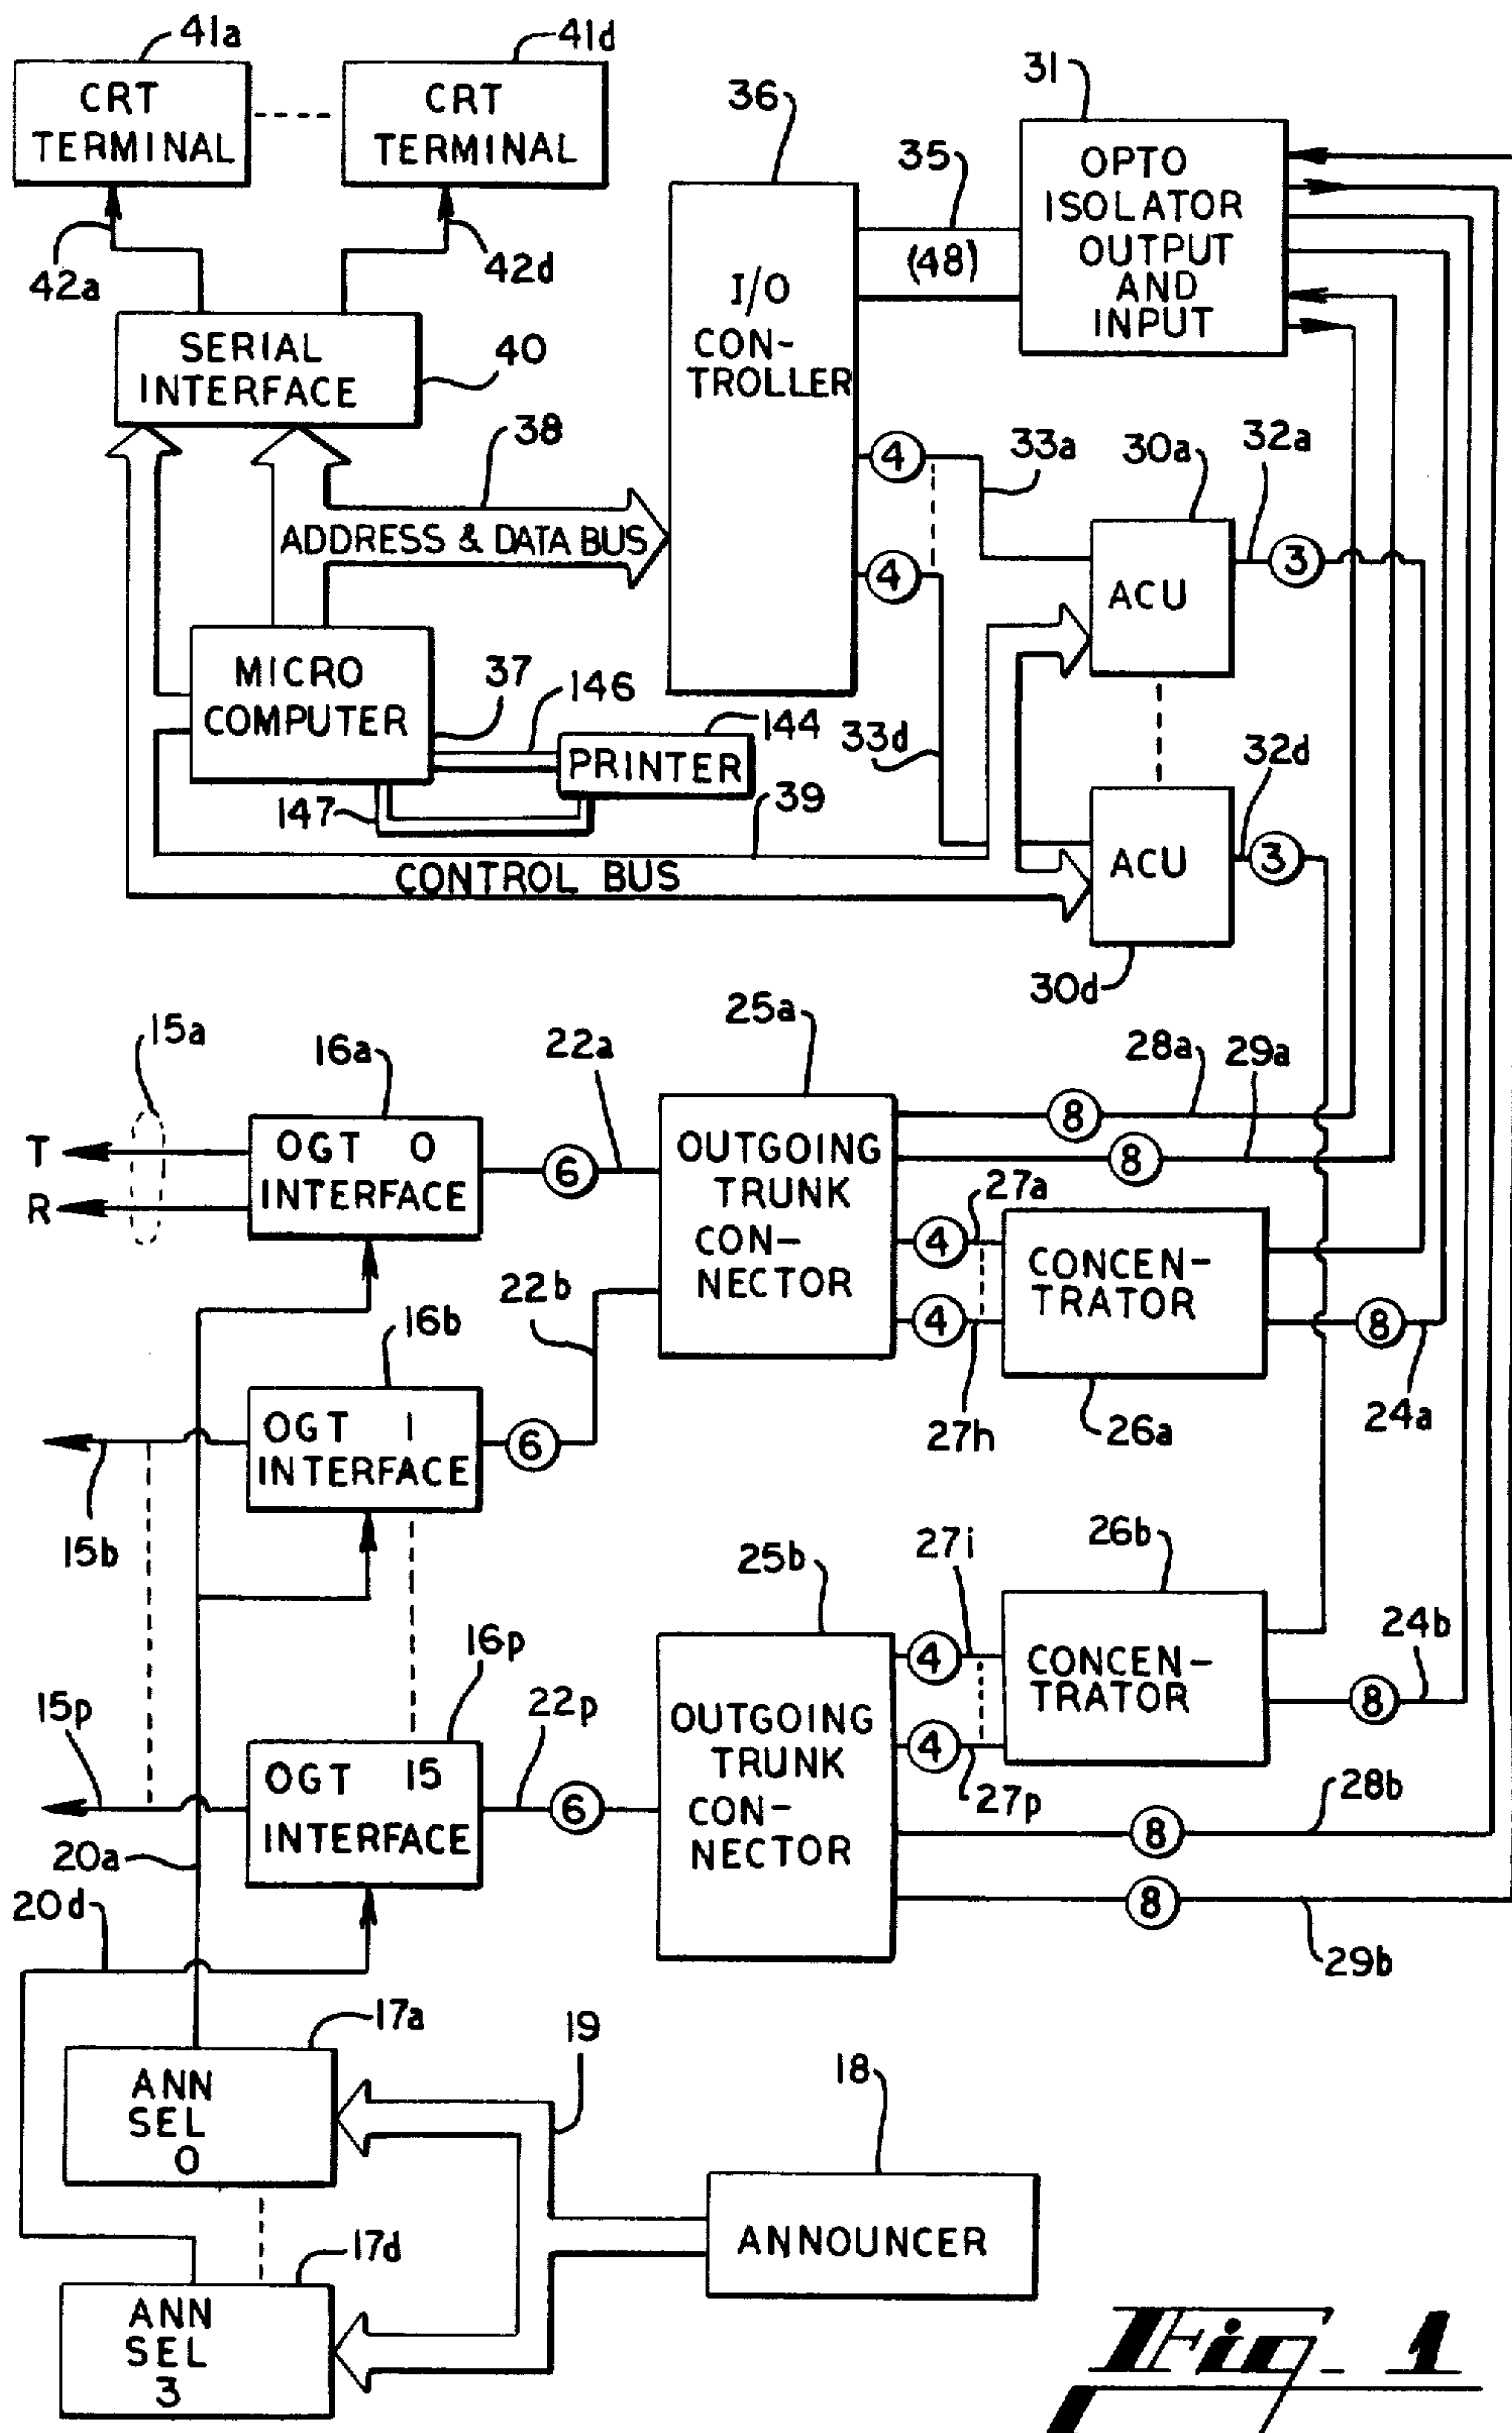 41a
41d
CRT
TERMINAL
CRT
TERMINAL
42a
42d
SERIAL
INTERFACE
40
36
I/O
CON-
TROLLER
35
(48)
31
OPTO
ISOLATOR
OUTPUT
AND
INPUT
38
ADDRESS & DATA BUS
4
33a
4
33d
30a
ACU
32a
3
MICRO
COMPUTER
37
146
144
PRINTER
147
39
CONTROL BUS
32d
ACU
3
30d
15a
T
R
16a
OGT 0
INTERFACE
22a
6
25a
OUTGOING
TRUNK
CON-
NECTOR
28a
8
29a
8
27a
4
4
27h
CONCEN-
TRATOR
26a
8
24a
22b
16b
OGT 1
INTERFACE
6
15b
15p
16p
OGT 15
INTERFACE
22p
6
25b
OUTGOING
TRUNK
CON-
NECTOR
27i
4
4
27p
26b
CONCEN-
TRATOR
24b
8
28b
8
8
29b
20a
20d
17a
ANN
SEL
0
19
18
ANNOUNCER
17d
ANN
SEL
3
Fig. 1